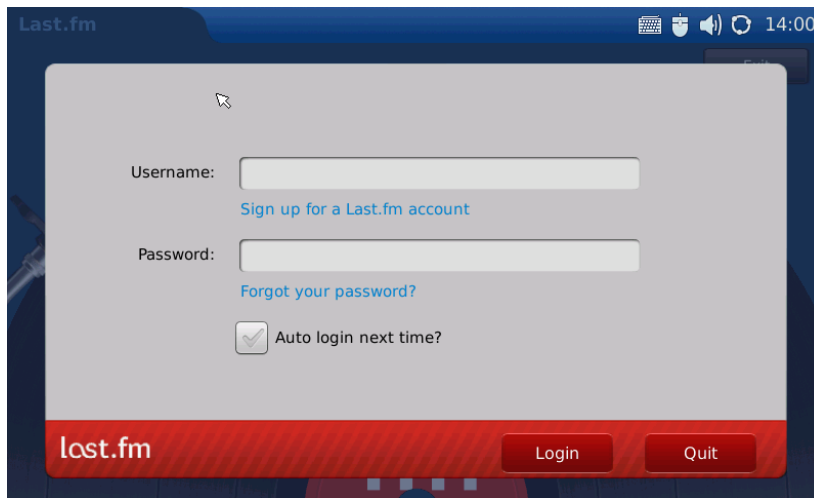 Last.fm
14:00
Exit
Username:
Sign up for a Last.fm account
Password:
Forgot your password?
Auto login next time?
last.fm
Login
Quit